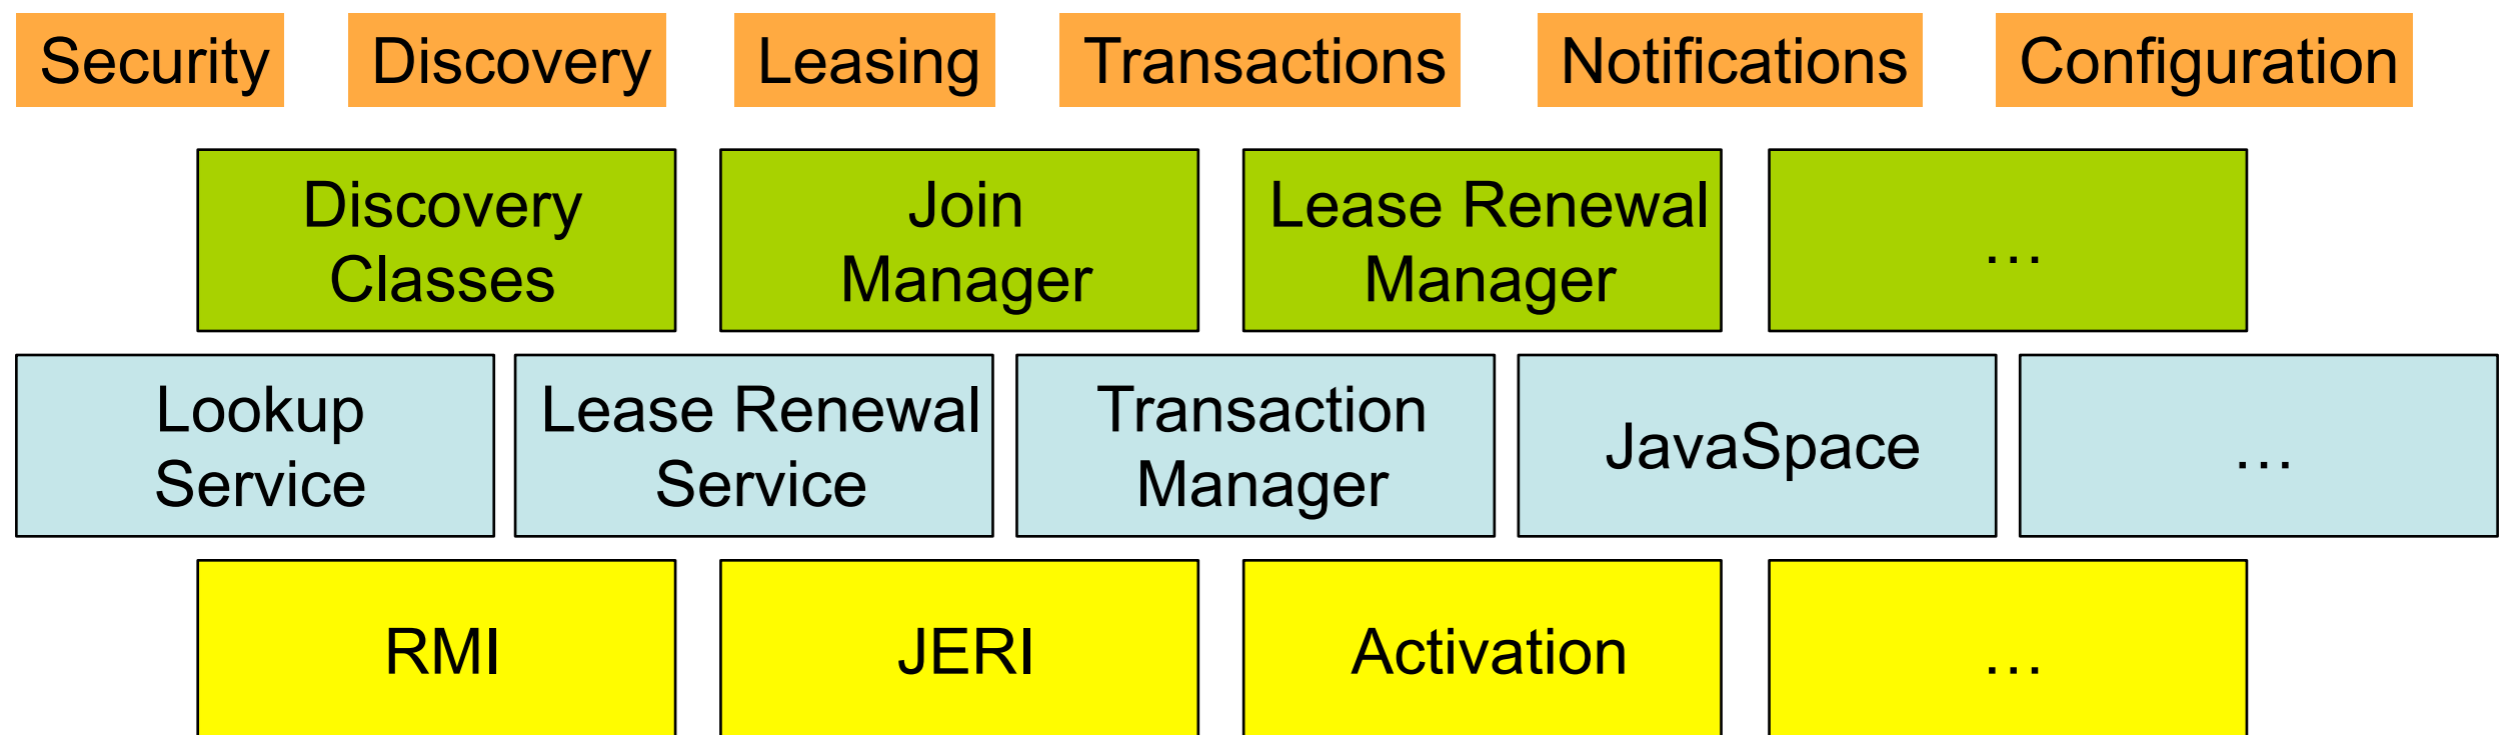 Security Discovery Leasing Transactions Notifications Configuration
Discovery
Classes
Join
Manager
Lease Renewal
Manager
…
Lookup
Service
Lease Renewal
Service
Transaction
Manager
JavaSpace
…
RMI
JERI
Activation
…